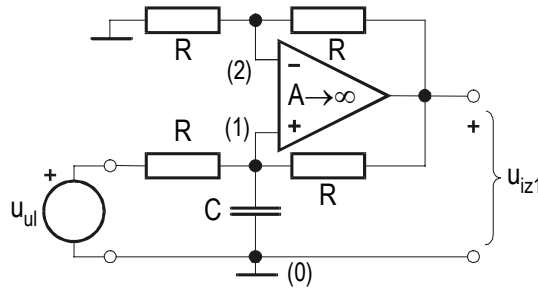 R
R
(2)
−
A→∞
(1)
+
R
R
+
+
u_ul
C
u_iz1
(0)